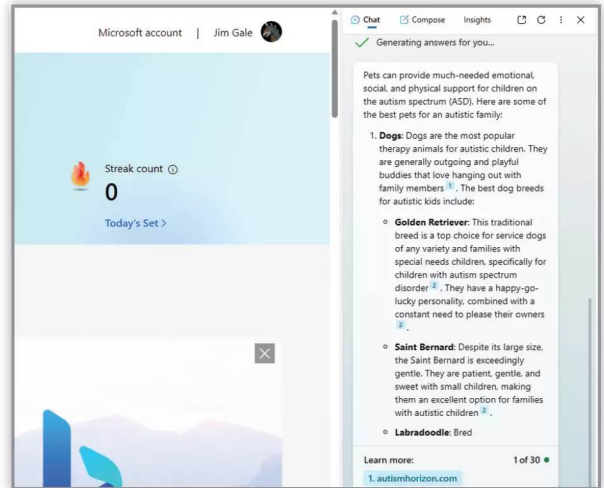 Microsoft account | Jim Gale
Streak count
0
Today's Set >
Chat Compose Insights
Generating answers for you...
Pets can provide much-needed emotional,
social, and physical support for children on
the autism spectrum (ASD). Here are some of
the best pets for an autistic family:
1. Dogs: Dogs are the most popular
therapy animals for autistic children. They
are generally outgoing and playful
buddies that love hanging out with
family members 1 . The best dog breeds
for autistic kids include:
Golden Retriever: This traditional
breed is a top choice for service dogs
of any variety and families with
special needs children, specifically for
children with autism spectrum
disorder 2 . They have a happy-go-
lucky personality, combined with a
constant need to please their owners
2 .
Saint Bernard: Despite its large size,
the Saint Bernard is exceedingly
gentle. They are patient, gentle, and
sweet with small children, making
them an excellent option for families
with autistic children 2 .
Labradoodle: Bred
Learn more: 1 of 30
1. autismhorizon.com